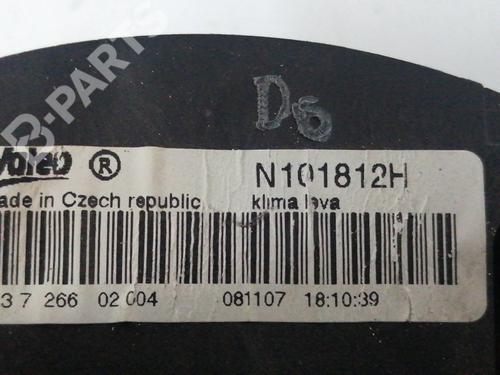 B-PARTS
D6
Valeo ®
N101812H
ade in Czech republic
klima leva
3 7 266 02 004
081107 18:10:39